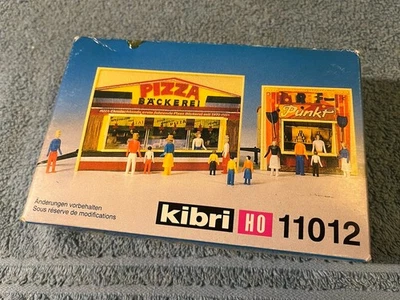 PIZZA
BÄCKEREI
Punkt
Änderungen vorbehalten
Sous réserve de modifications
kibri HO 11012